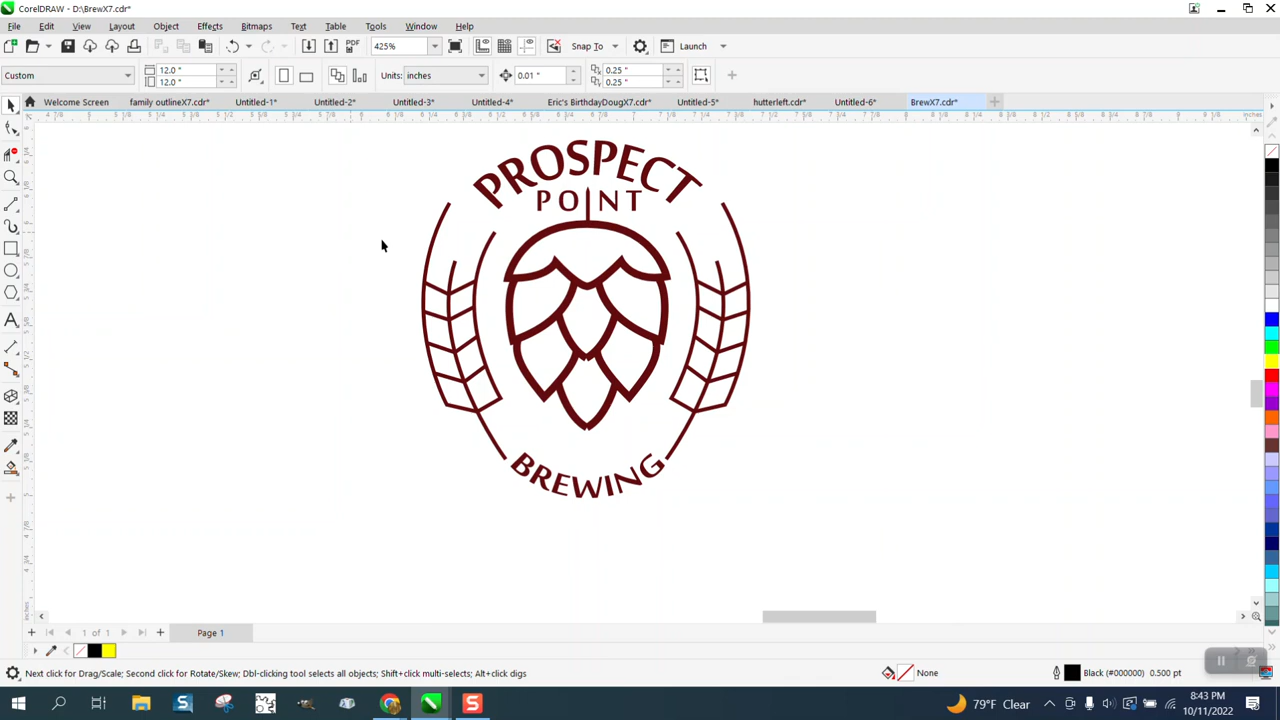 CorelDRAW - D:\BrewX7.cdr*
File Edit View Layout Object Effects Bitmaps Text Table Tools Window Help
PDF 425% Snap To Launch
Custom 12.0 " 12.0 " Units: inches 0.01 " 0.25 " 0.25 "
Welcome Screen family outlineX7.cdr* Untitled-1* Untitled-2* Untitled-3* Untitled-4* Eric's BirthdayDougX7.cdr* Untitled-5* hutterleft.cdr* Untitled-6* BrewX7.cdr*
inches
PROSPECT
POINT
BREWING
1 of 1 Page 1
Next click for Drag/Scale; Second click for Rotate/Skew; Dbl-clicking tool selects all objects; Shift+click multi-selects; Alt+click digs None Black (#000000) 0.500 pt
79°F Clear 8:43 PM
10/11/2022